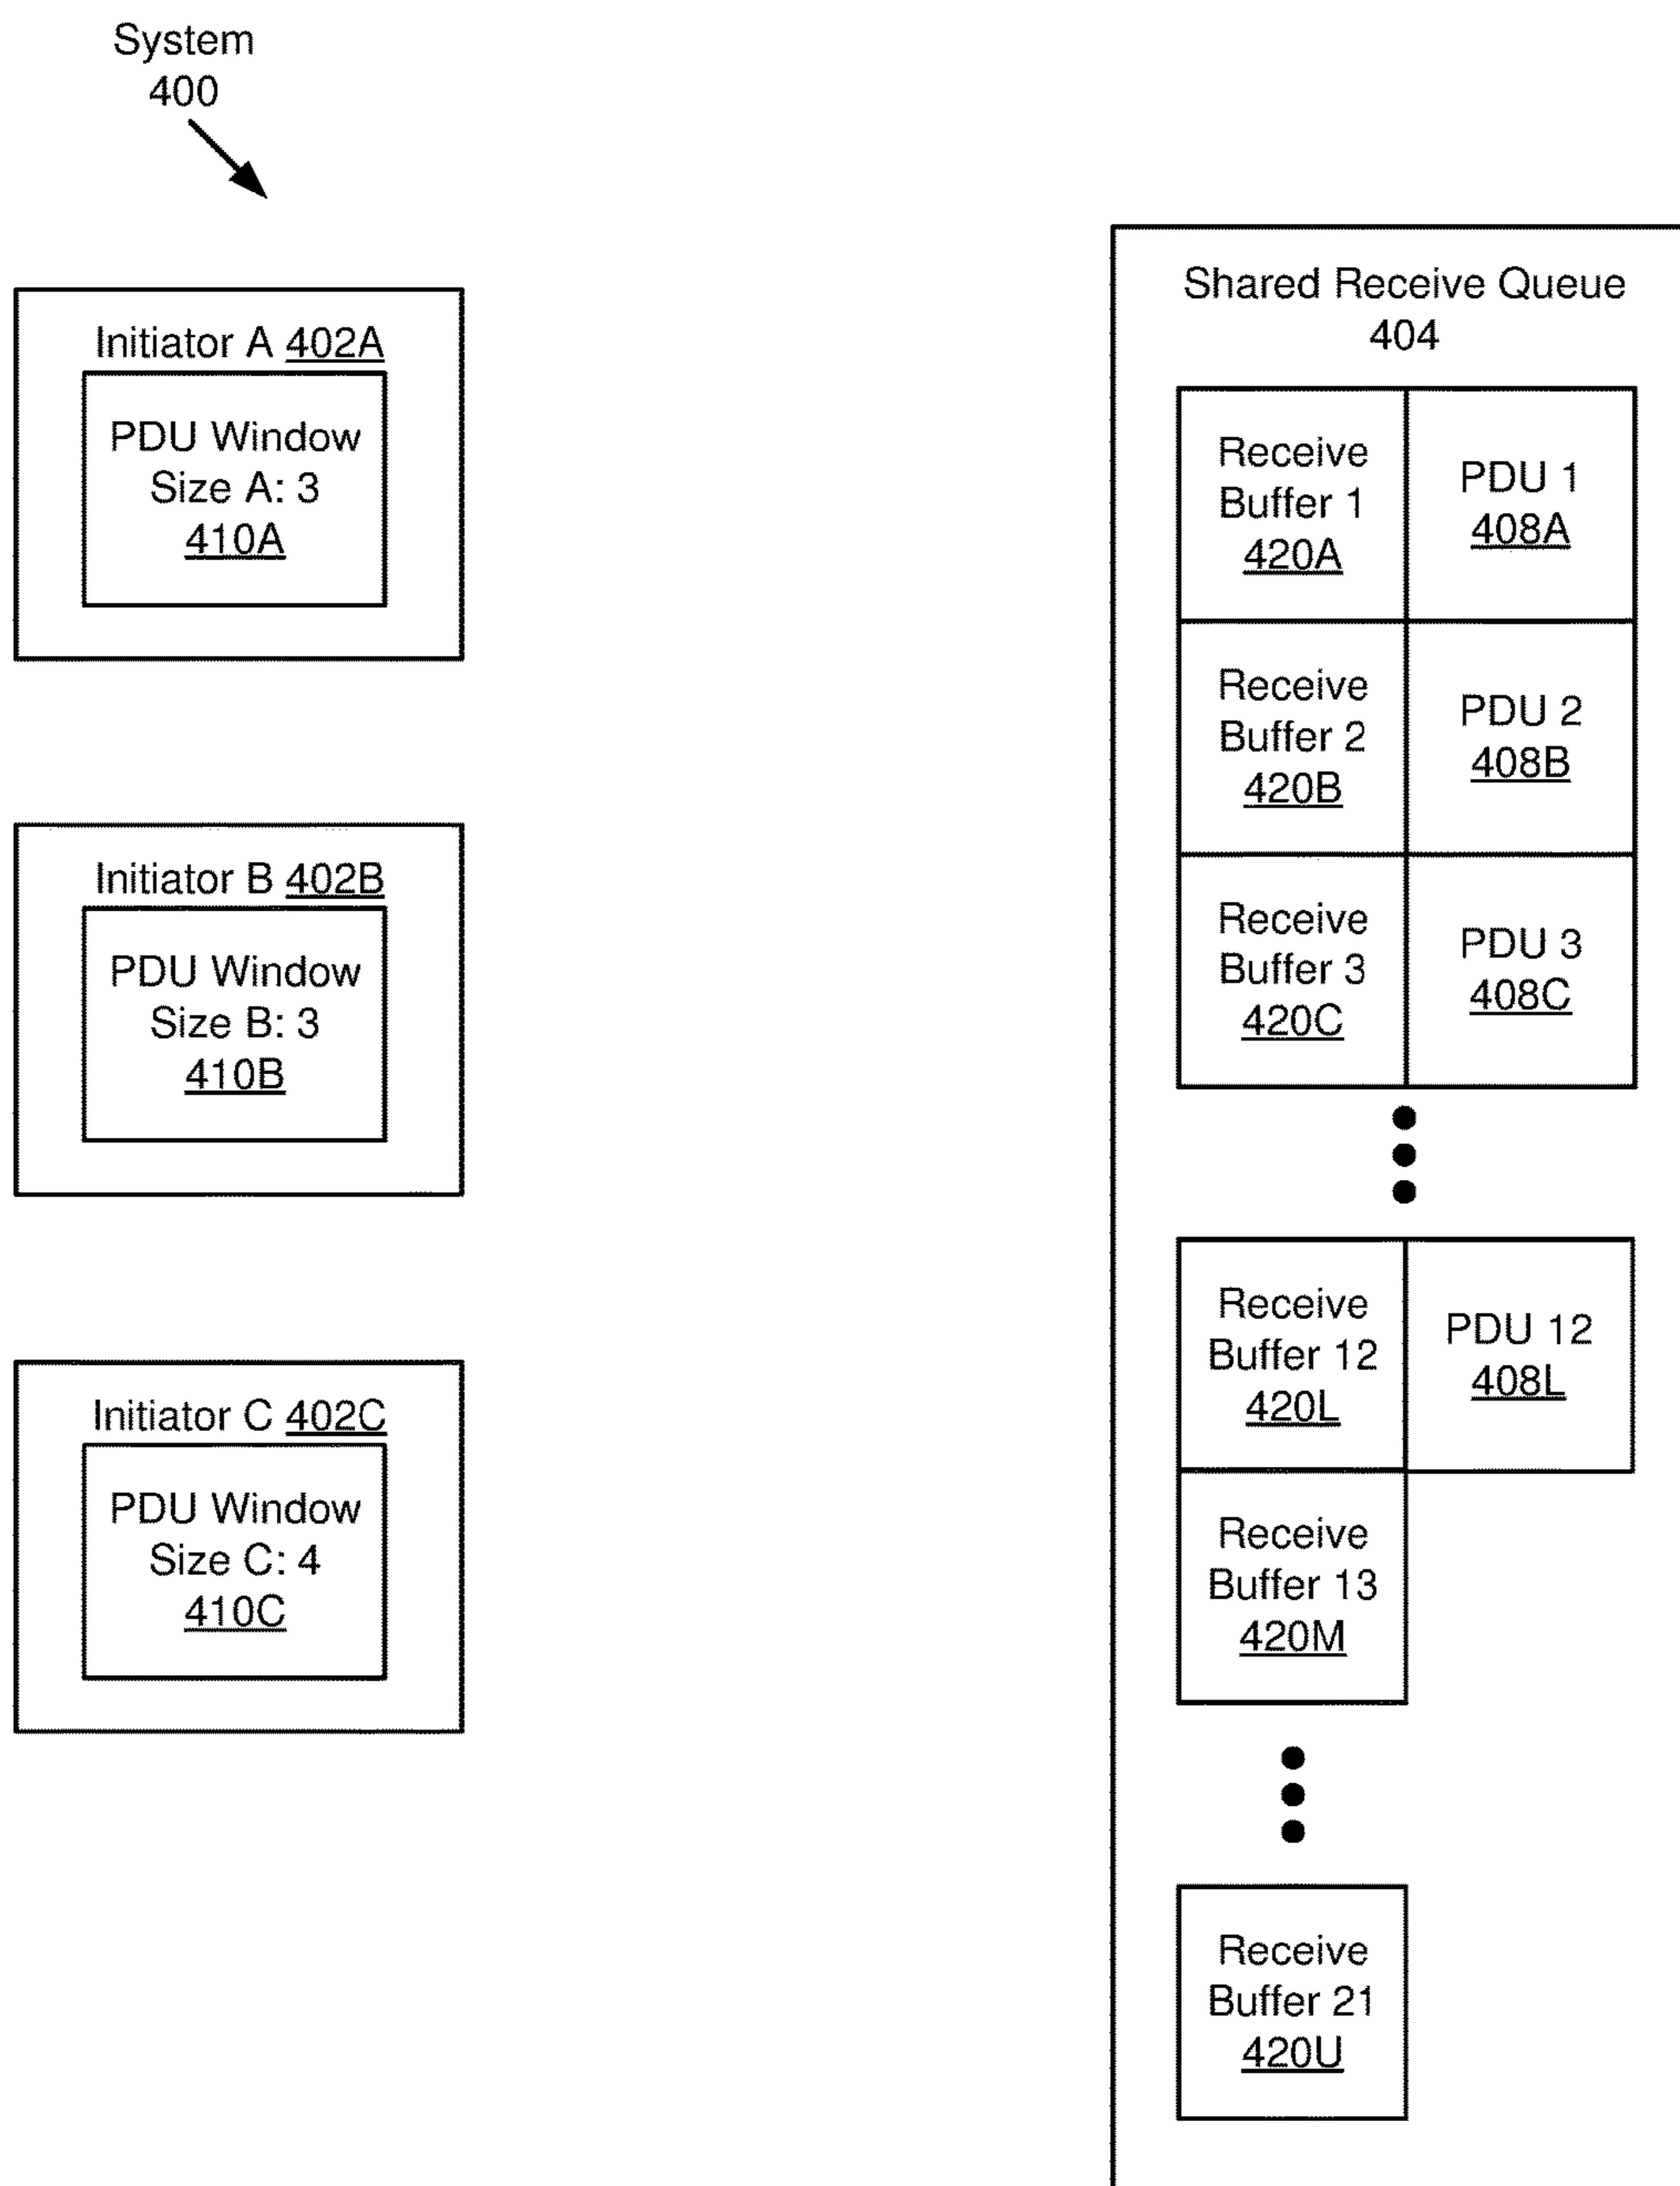 System
400
Initiator A 402A
PDU Window
Size A: 3
410A
Initiator B 402B
PDU Window
Size B: 3
410B
Initiator C 402C
PDU Window
Size C: 4
410C
Shared Receive Queue
404
Receive
Buffer 1
420A
PDU 1
408A
Receive
Buffer 2
420B
PDU 2
408B
Receive
Buffer 3
420C
PDU 3
408C
Receive
Buffer 12
420L
PDU 12
408L
Receive
Buffer 13
420M
Receive
Buffer 21
420U